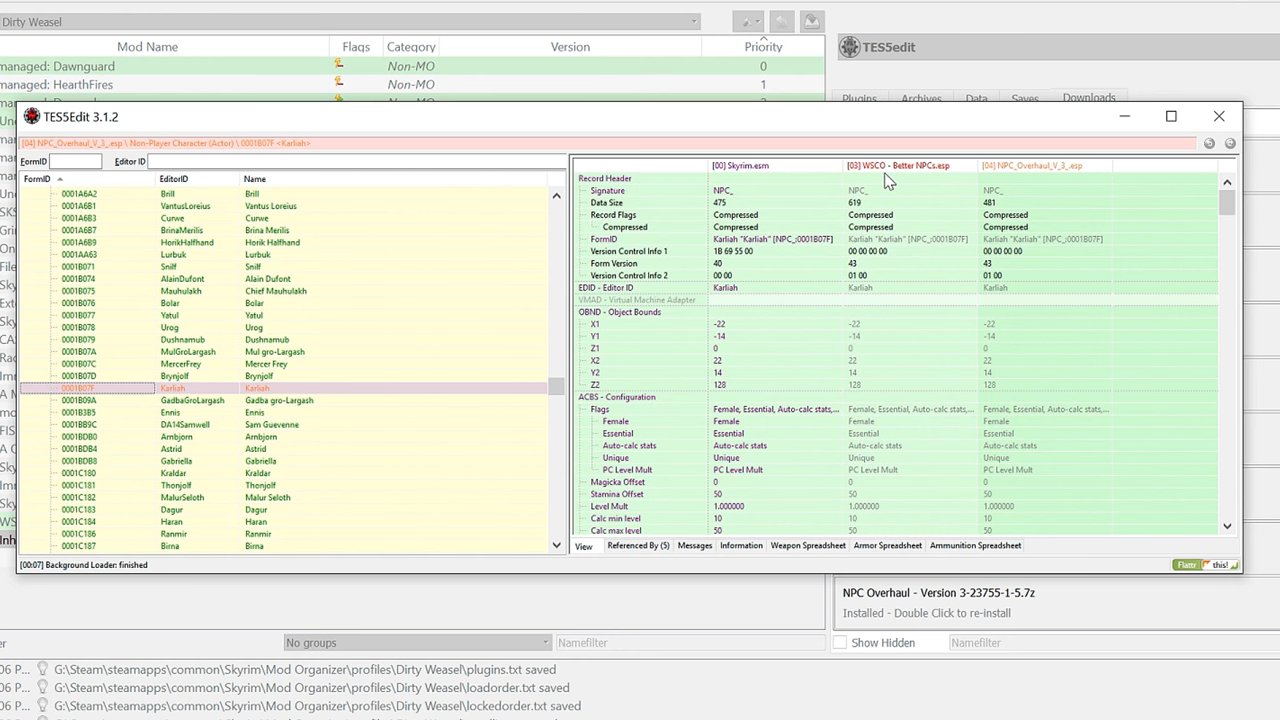 Dirty Weasel
Mod Name Flags Category Version Priority
managed: Dawnguard Non-MO 0
managed: HearthFires Non-MO 1
TES5edit
Plugins Archives Data Saves Downloads
TES5Edit 3.1.2
[04] NPC_Overhaul_V_3_.esp \ Non-Player Character (Actor) \ 0001B07F <Karliah>
FormID Editor ID
FormID EditorID Name
0001A6A2 Brill Brill
0001A6B1 VantusLoreius Vantus Loreius
0001A6B3 Curwe Curwe
0001A6B7 BrinaMerilis Brina Merilis
0001A6B9 HorikHalfhand Horik Halfhand
0001AA63 Lurbuk Lurbuk
0001B071 Snilf Snilf
0001B074 AlainDufont Alain Dufont
0001B075 Mauhulakh Chief Mauhulakh
0001B076 Bolar Bolar
0001B077 Yatul Yatul
0001B078 Urog Urog
0001B079 Dushnamub Dushnamub
0001B07A MulGroLargash Mul gro-Largash
0001B07C MercerFrey Mercer Frey
0001B07D Brynjolf Brynjolf
0001B07F Karliah Karliah
0001B09A GadbaGroLargash Gadba gro-Largash
0001B3B5 Ennis Ennis
0001BB9C DA14Samwell Sam Guevenne
0001BDB0 Arnbjorn Arnbjorn
0001BDB4 Astrid Astrid
0001BDB8 Gabriella Gabriella
0001C180 Kraldar Kraldar
0001C181 Thonjolf Thonjolf
0001C182 MalurSeloth Malur Seloth
0001C183 Dagur Dagur
0001C184 Haran Haran
0001C186 Ranmir Ranmir
0001C187 Birna Birna
[00] Skyrim.esm [03] WSCO - Better NPCs.esp [04] NPC_Overhaul_V_3_.esp
Record Header
Signature NPC_ NPC_ NPC_
Data Size 475 619 481
Record Flags Compressed Compressed Compressed
Compressed Compressed Compressed Compressed
FormID Karliah "Karliah" [NPC_:0001B07F] Karliah "Karliah" [NPC_:0001B07F] Karliah "Karliah" [NPC_:0001B07F]
Version Control Info 1 1B 69 55 00 00 00 00 00 00 00 00 00
Form Version 40 43 43
Version Control Info 2 00 00 01 00 01 00
EDID - Editor ID Karliah Karliah Karliah
VMAD - Virtual Machine Adapter
OBND - Object Bounds
X1 -22 -22 -22
Y1 -14 -14 -14
Z1 0 0 0
X2 22 22 22
Y2 14 14 14
Z2 128 128 128
ACBS - Configuration
Flags Female, Essential, Auto-calc stats,... Female, Essential, Auto-calc stats,... Female, Essential, Auto-calc stats,...
Female Female Female Female
Essential Essential Essential Essential
Auto-calc stats Auto-calc stats Auto-calc stats Auto-calc stats
Unique Unique Unique Unique
PC Level Mult PC Level Mult PC Level Mult PC Level Mult
Magicka Offset 0 0 0
Stamina Offset 50 50 50
Level Mult 1.000000 1.000000 1.000000
Calc min level 10 10 10
Calc max level 50 50 50
View Referenced By (5) Messages Information Weapon Spreadsheet Armor Spreadsheet Ammunition Spreadsheet
[00:07] Background Loader: finished
Flattr this!
NPC Overhaul - Version 3-23755-1-5.7z
Installed - Double Click to re-install
No groups Namefilter Show Hidden Namefilter
06 P... G:\Steam\steamapps\common\Skyrim\Mod Organizer\profiles\Dirty Weasel\plugins.txt saved
06 P... G:\Steam\steamapps\common\Skyrim\Mod Organizer\profiles\Dirty Weasel\loadorder.txt saved
06 P... G:\Steam\steamapps\common\Skyrim\Mod Organizer\profiles\Dirty Weasel\lockedorder.txt saved